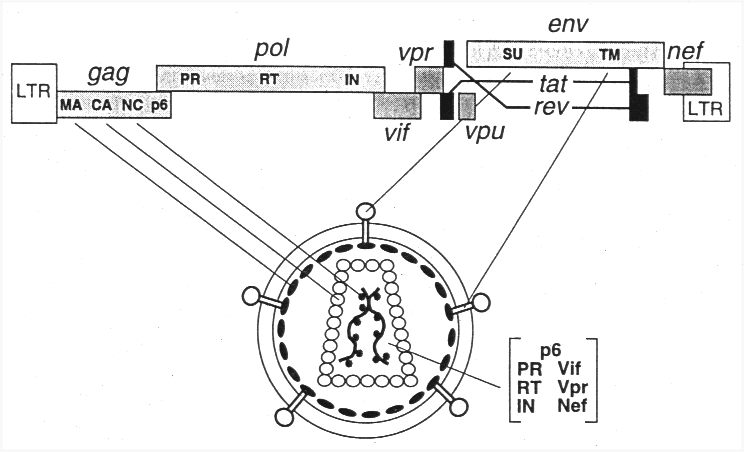 env
pol
vpr
SU
TM
nef
gag
PR
RT
IN
LTR
tat
MA CA NC p6
rev
LTR
vif
vpu
p6
PR Vif
RT Vpr
IN Nef